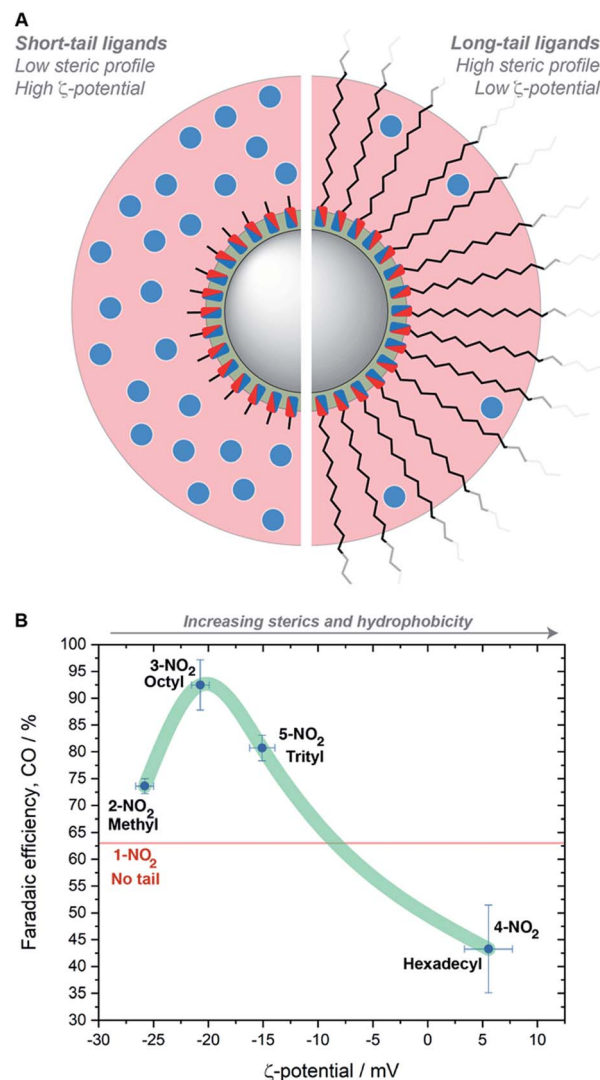 A
Short-tail ligands
Low steric profile
High ζ-potential
Long-tail ligands
High steric profile
Low ζ-potential
B
Increasing sterics and hydrophobicity
Faradaic efficiency, CO / %
100
95
90
85
80
75
70
65
60
55
50
45
40
35
30
3-NO₂
Octyl
5-NO₂
Trityl
2-NO₂
Methyl
1-NO₂
No tail
4-NO₂
Hexadecyl
-30 -25 -20 -15 -10 -5 0 5 10
ζ-potential / mV